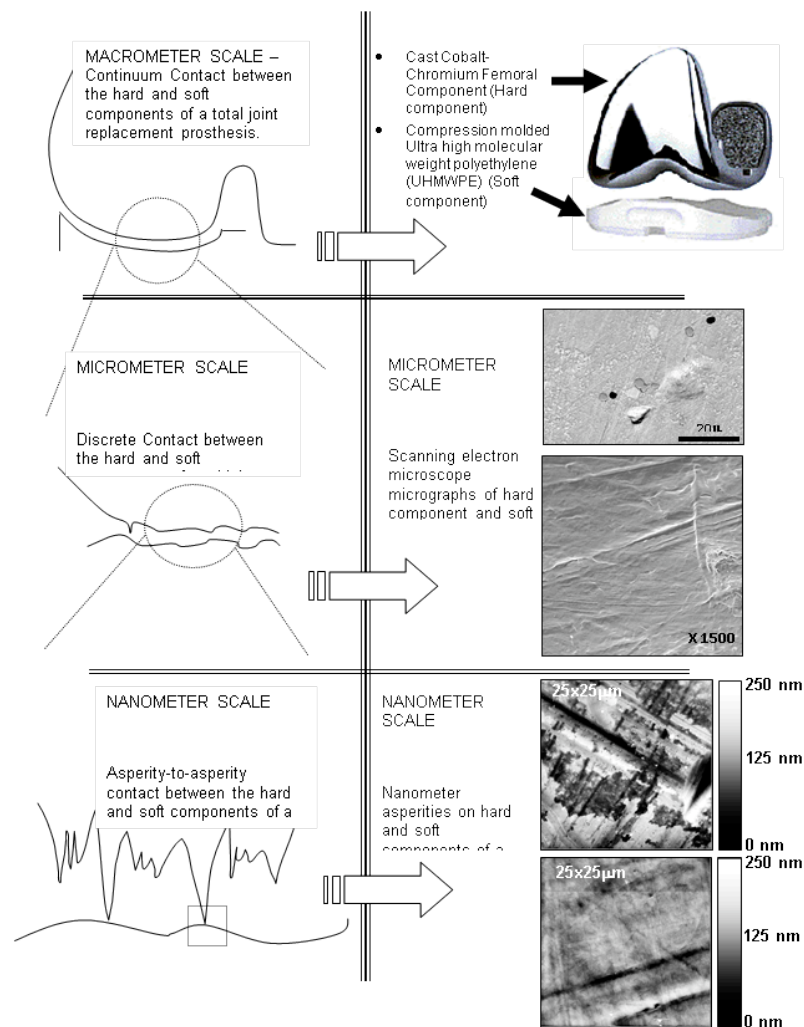 MACROMETER SCALE –
Continuum Contact between
the hard and soft
components of a total joint
replacement prosthesis.
• Cast Cobalt-
Chromium Femoral
Component (Hard
component)
• Compression molded
Ultra high molecular
weight polyethylene
(UHMWPE) (Soft
component)
MICROMETER SCALE
Discrete Contact between
the hard and soft
MICROMETER
SCALE
Scanning electron
microscope
micrographs of hard
component and soft
20µ
X 1500
NANOMETER SCALE
Asperity-to-asperity
contact between the hard
and soft components of a
NANOMETER
SCALE
Nanometer
asperities on hard
and soft
components of a
25x25µm
250 nm
125 nm
0 nm
25x25µm
250 nm
125 nm
0 nm